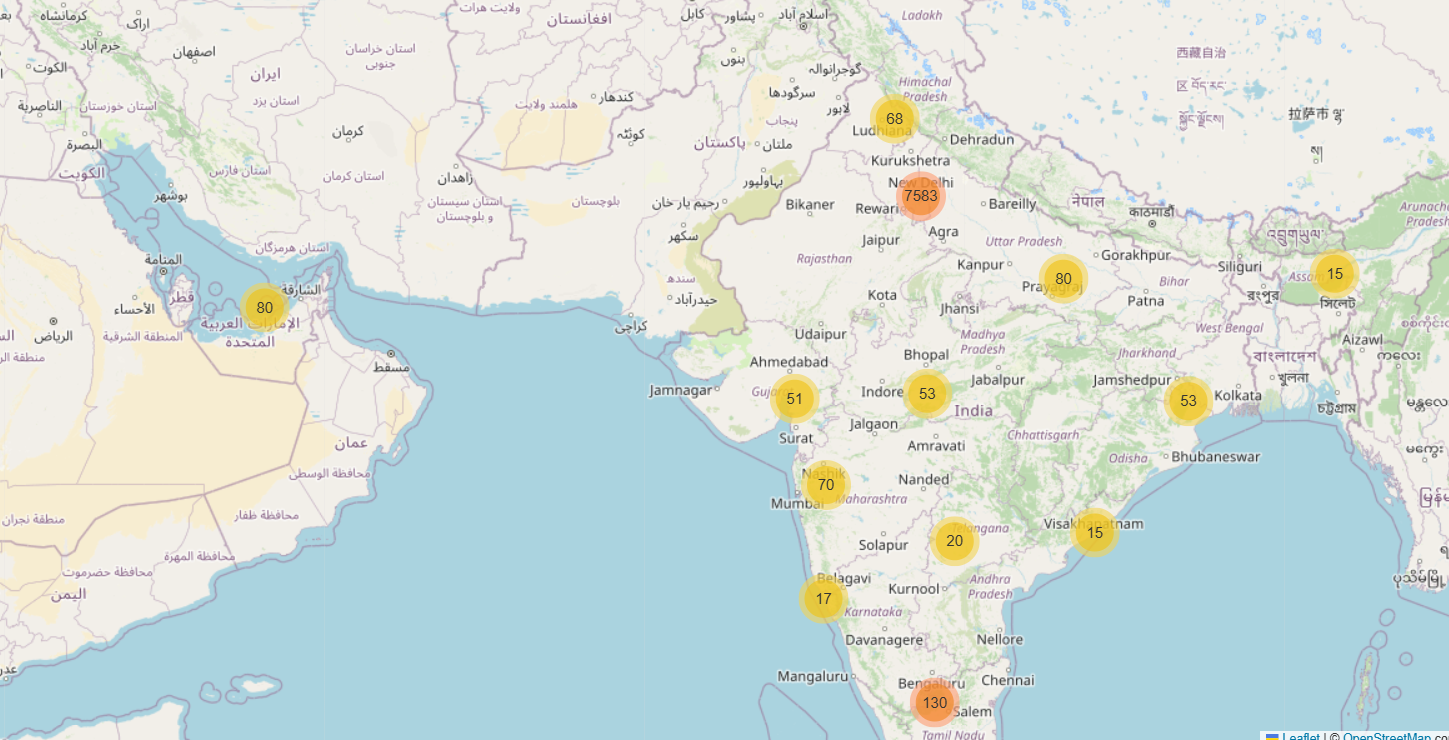 کرمانشاه
اراک
ولایت هرات
افغانستان
کابل
پشاور
اسلام آباد
Ladakh
خرم آباد
اصفهان
استان خراسان
جنوبی
بنوں
西藏自治
الكوت
ایران
گوجرانوالہ
Himachal
Pradesh
区 བོད་རང་
الناصرية
استان خوزستان
استان یزد
هلمند ولايت
کندهار
سرگودها
لاہور
68
སྐྱོང་ལྗོངས།
拉萨市
کرمان
کوئٹہ
پنجاب
Ludhiana
البصرة
پاکستان
ملتان
Dehradun
ས།
Kurukshetra
الكويت
استان فارس
استان کرمان
زاهدان
بہاولپور
New Delhi
بوشهر
استان سیستان
و بلوچستان
بلوچستان
رحیم یار خان
Bikaner
Rewari
7583
Bareilly
नेपाल
काठमाडौं
Arunacha
Pradesh
سکھر
Jaipur
Agra
Uttar Pradesh
འབྲུགཡུལ་
استان هرمزگان
المنامة
Rajasthan
Kanpur
Gorakhpur
Siliguri
Assam
15
سندھ
80
Bihar
قطر
الشارقة
Kota
Prayagraj
রংপুর
সিলেট
الأحساء
80
حیدرآباد
Jhansi
Patna
الإمارات العربية
المتحدة
کراچی
Udaipur
Madhya
Pradesh
West Bengal
الرياض
المنطقة الشرقية
Aizawl
مسقط
Ahmedabad
Bhopal
Jharkhand
বাংলাদেশ
Jamnagar
Gujarat
51
Indore
53
Jabalpur
Jamshedpur
53
Kolkata
খুলনা
চট্টগ্রাম
India
Surat
Jalgaon
Amravati
Chhattisgarh
عمان
Odisha
Bhubaneswar
محافظة الوسطى
Nashik
70
Nanded
Mumbai
Maharashtra
منطقة نجران
محافظة ظفار
Telangana
Visakhapatnam
Solapur
20
15
محافظة المهرة
محافظة حضرموت
Belagavi
Andhra
Pradesh
اليمن
17
Kurnool
Karnataka
Davanagere
Nellore
Mangaluru
Bengaluru
Chennai
130
Salem
Tamil Nadu
Leaflet | © OpenStreetMap